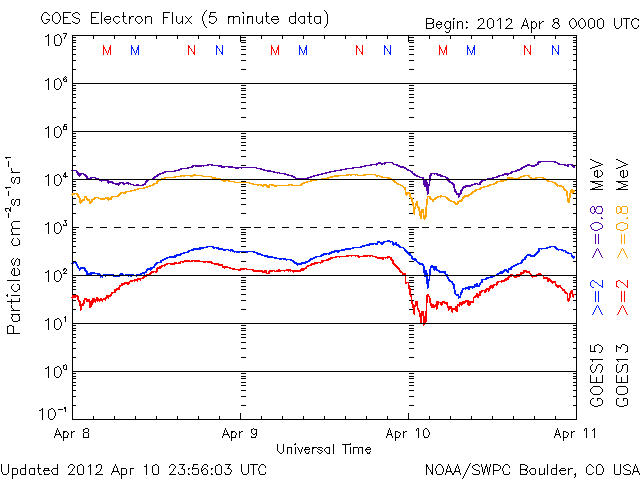 GOES Electron Flux (5 minute data)
Begin: 2012 Apr 8 0000 UTC
10⁷
M M N N M M N N M M N N
10⁶
10⁵
10⁴
10³
10²
10¹
10⁰
10⁻¹
Particles cm⁻²s⁻¹sr⁻¹
Apr 8 Apr 9 Apr 10 Apr 11
Universal Time
GOES15 >=2 >=0.8 MeV
GOES13 >=2 >=0.8 MeV
Updated 2012 Apr 10 23:56:03 UTC
NOAA/SWPC Boulder, CO USA